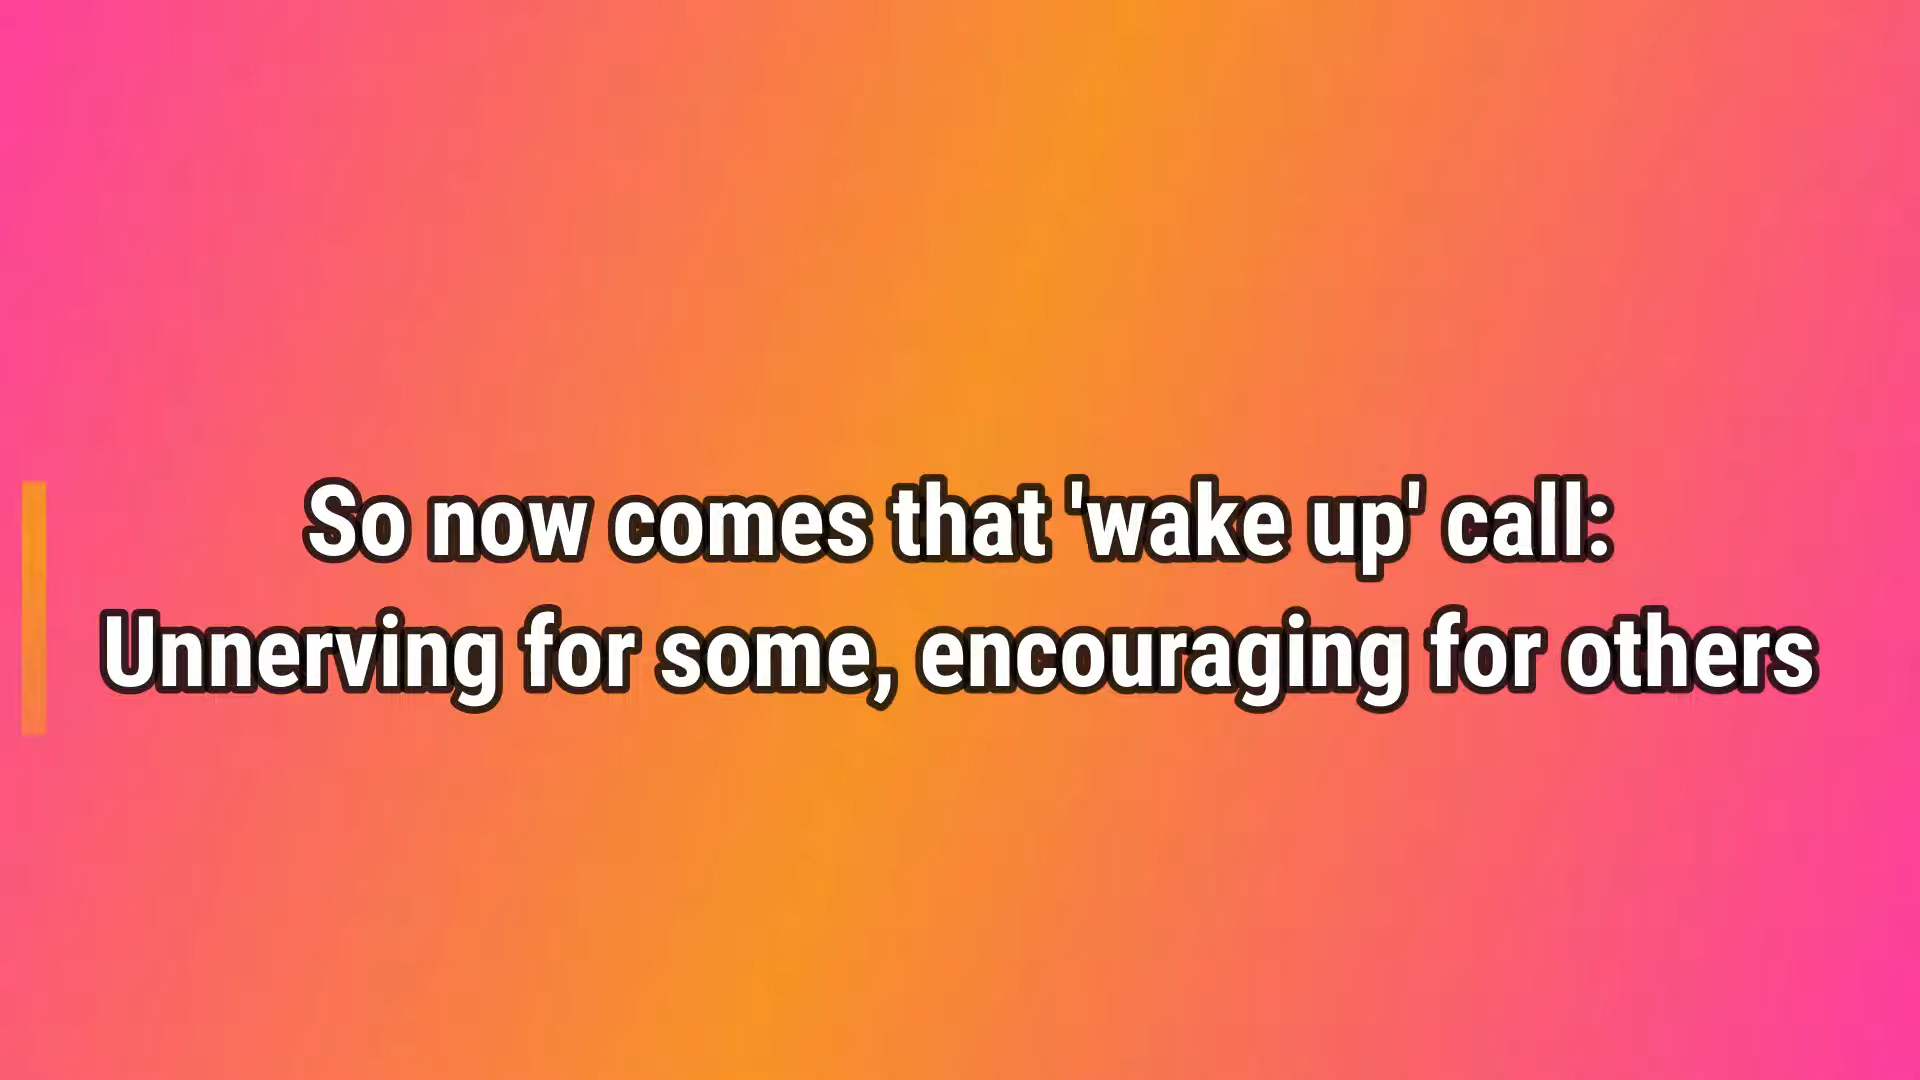 So now comes that 'wake up' call:
Unnerving for some, encouraging for others